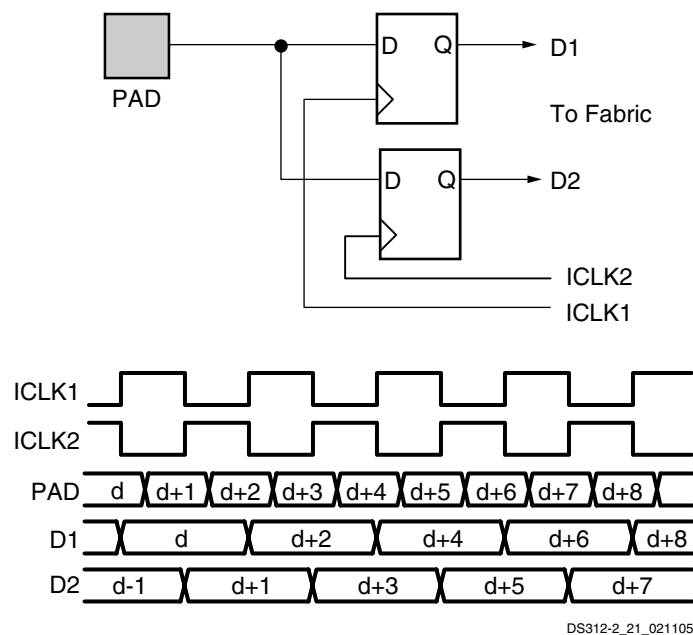 D Q D1
PAD
To Fabric
D Q D2
ICLK2
ICLK1
ICLK1
ICLK2
PAD d d+1 d+2 d+3 d+4 d+5 d+6 d+7 d+8
D1 d d+2 d+4 d+6 d+8
D2 d-1 d+1 d+3 d+5 d+7
DS312-2_21_021105